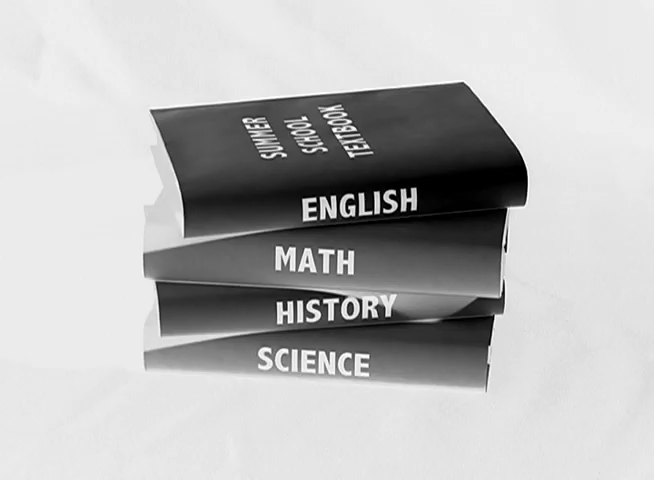 SUMMER
SCHOOL
TEXTBOOK
ENGLISH
MATH
HISTORY
SCIENCE